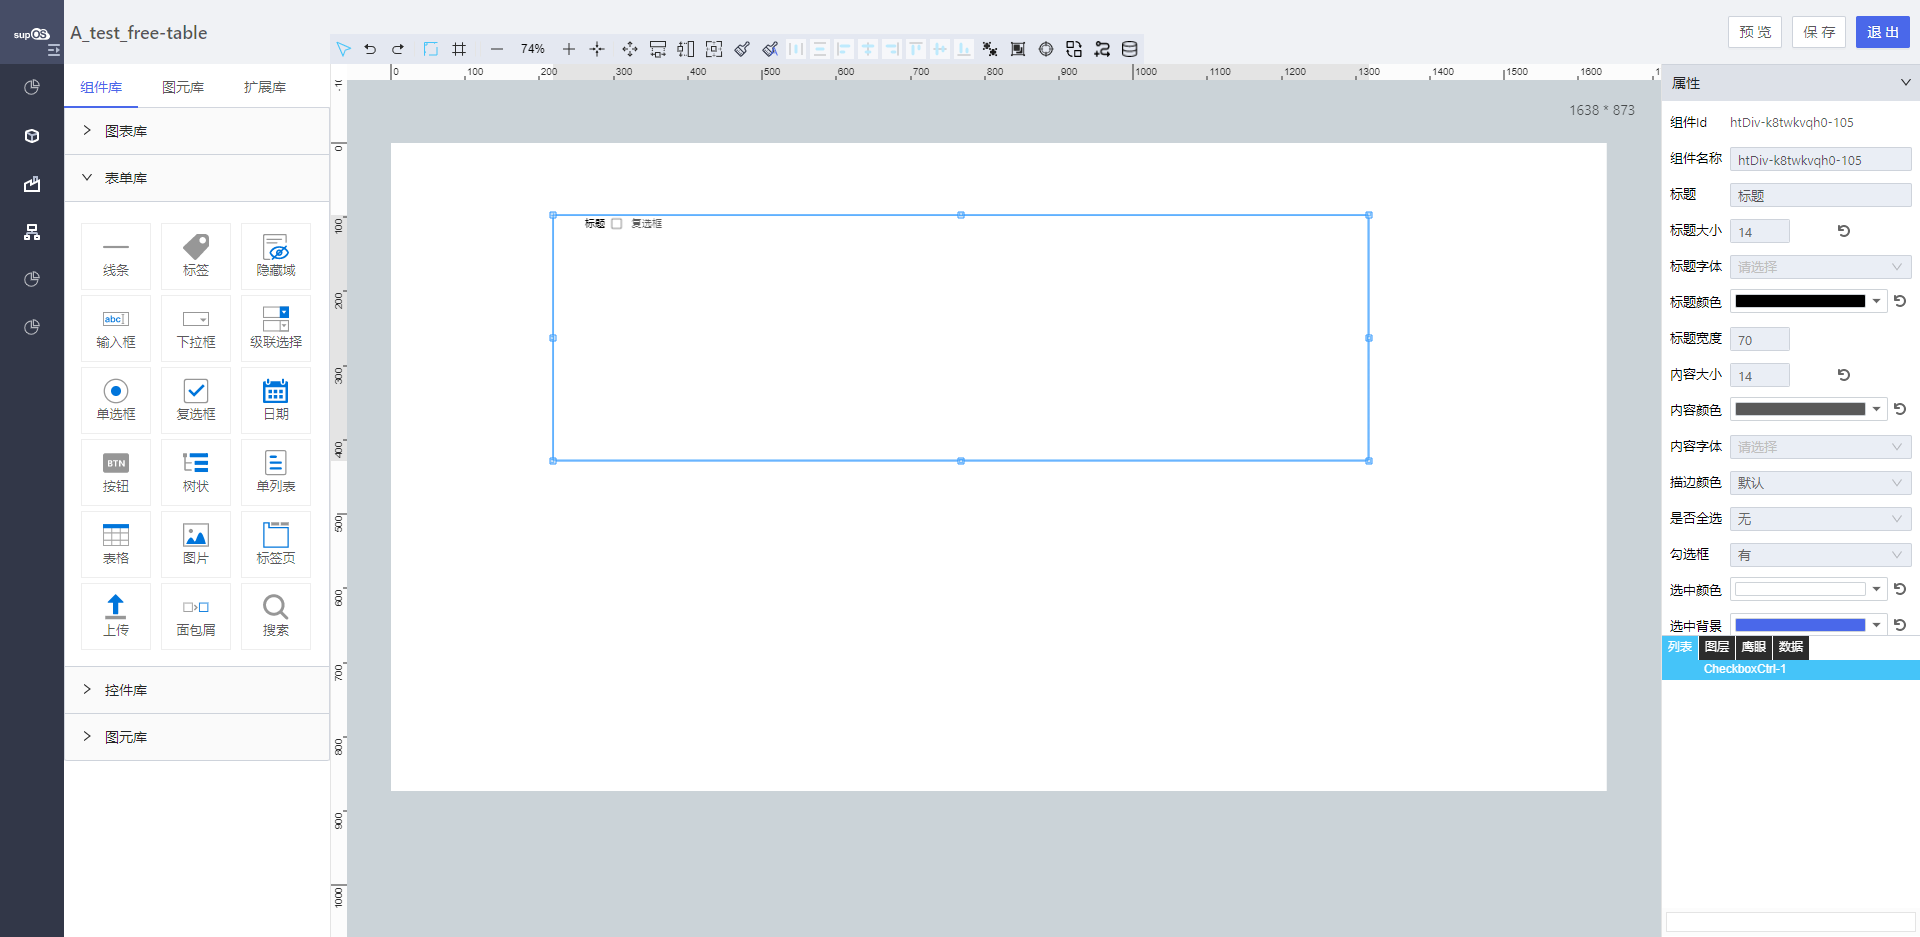 supOS
A_test_free-table
74%
预 览
保 存
退 出
组件库
图元库
扩展库
图表库
表单库
线条
标签
隐藏域
abc
输入框
下拉框
级联选择
单选框
复选框
日期
BTN
按钮
树状
单列表
表格
图片
标签页
上传
面包屑
搜索
控件库
图元库
0 100 200 300 400 500 600 700 800 900 1000 1100 1200 1300 1400 1500 1600
0
100
200
300
400
500
600
700
800
900
1000
1638 * 873
标题 复选框
属性
组件Id htDiv-k8twkvqh0-105
组件名称 htDiv-k8twkvqh0-105
标题 标题
标题大小 14
标题字体 请选择
标题颜色
标题宽度 70
内容大小 14
内容颜色
内容字体 请选择
描边颜色 默认
是否全选 无
勾选框 有
选中颜色
选中背景
列表 图层 鹰眼 数据
CheckboxCtrl-1